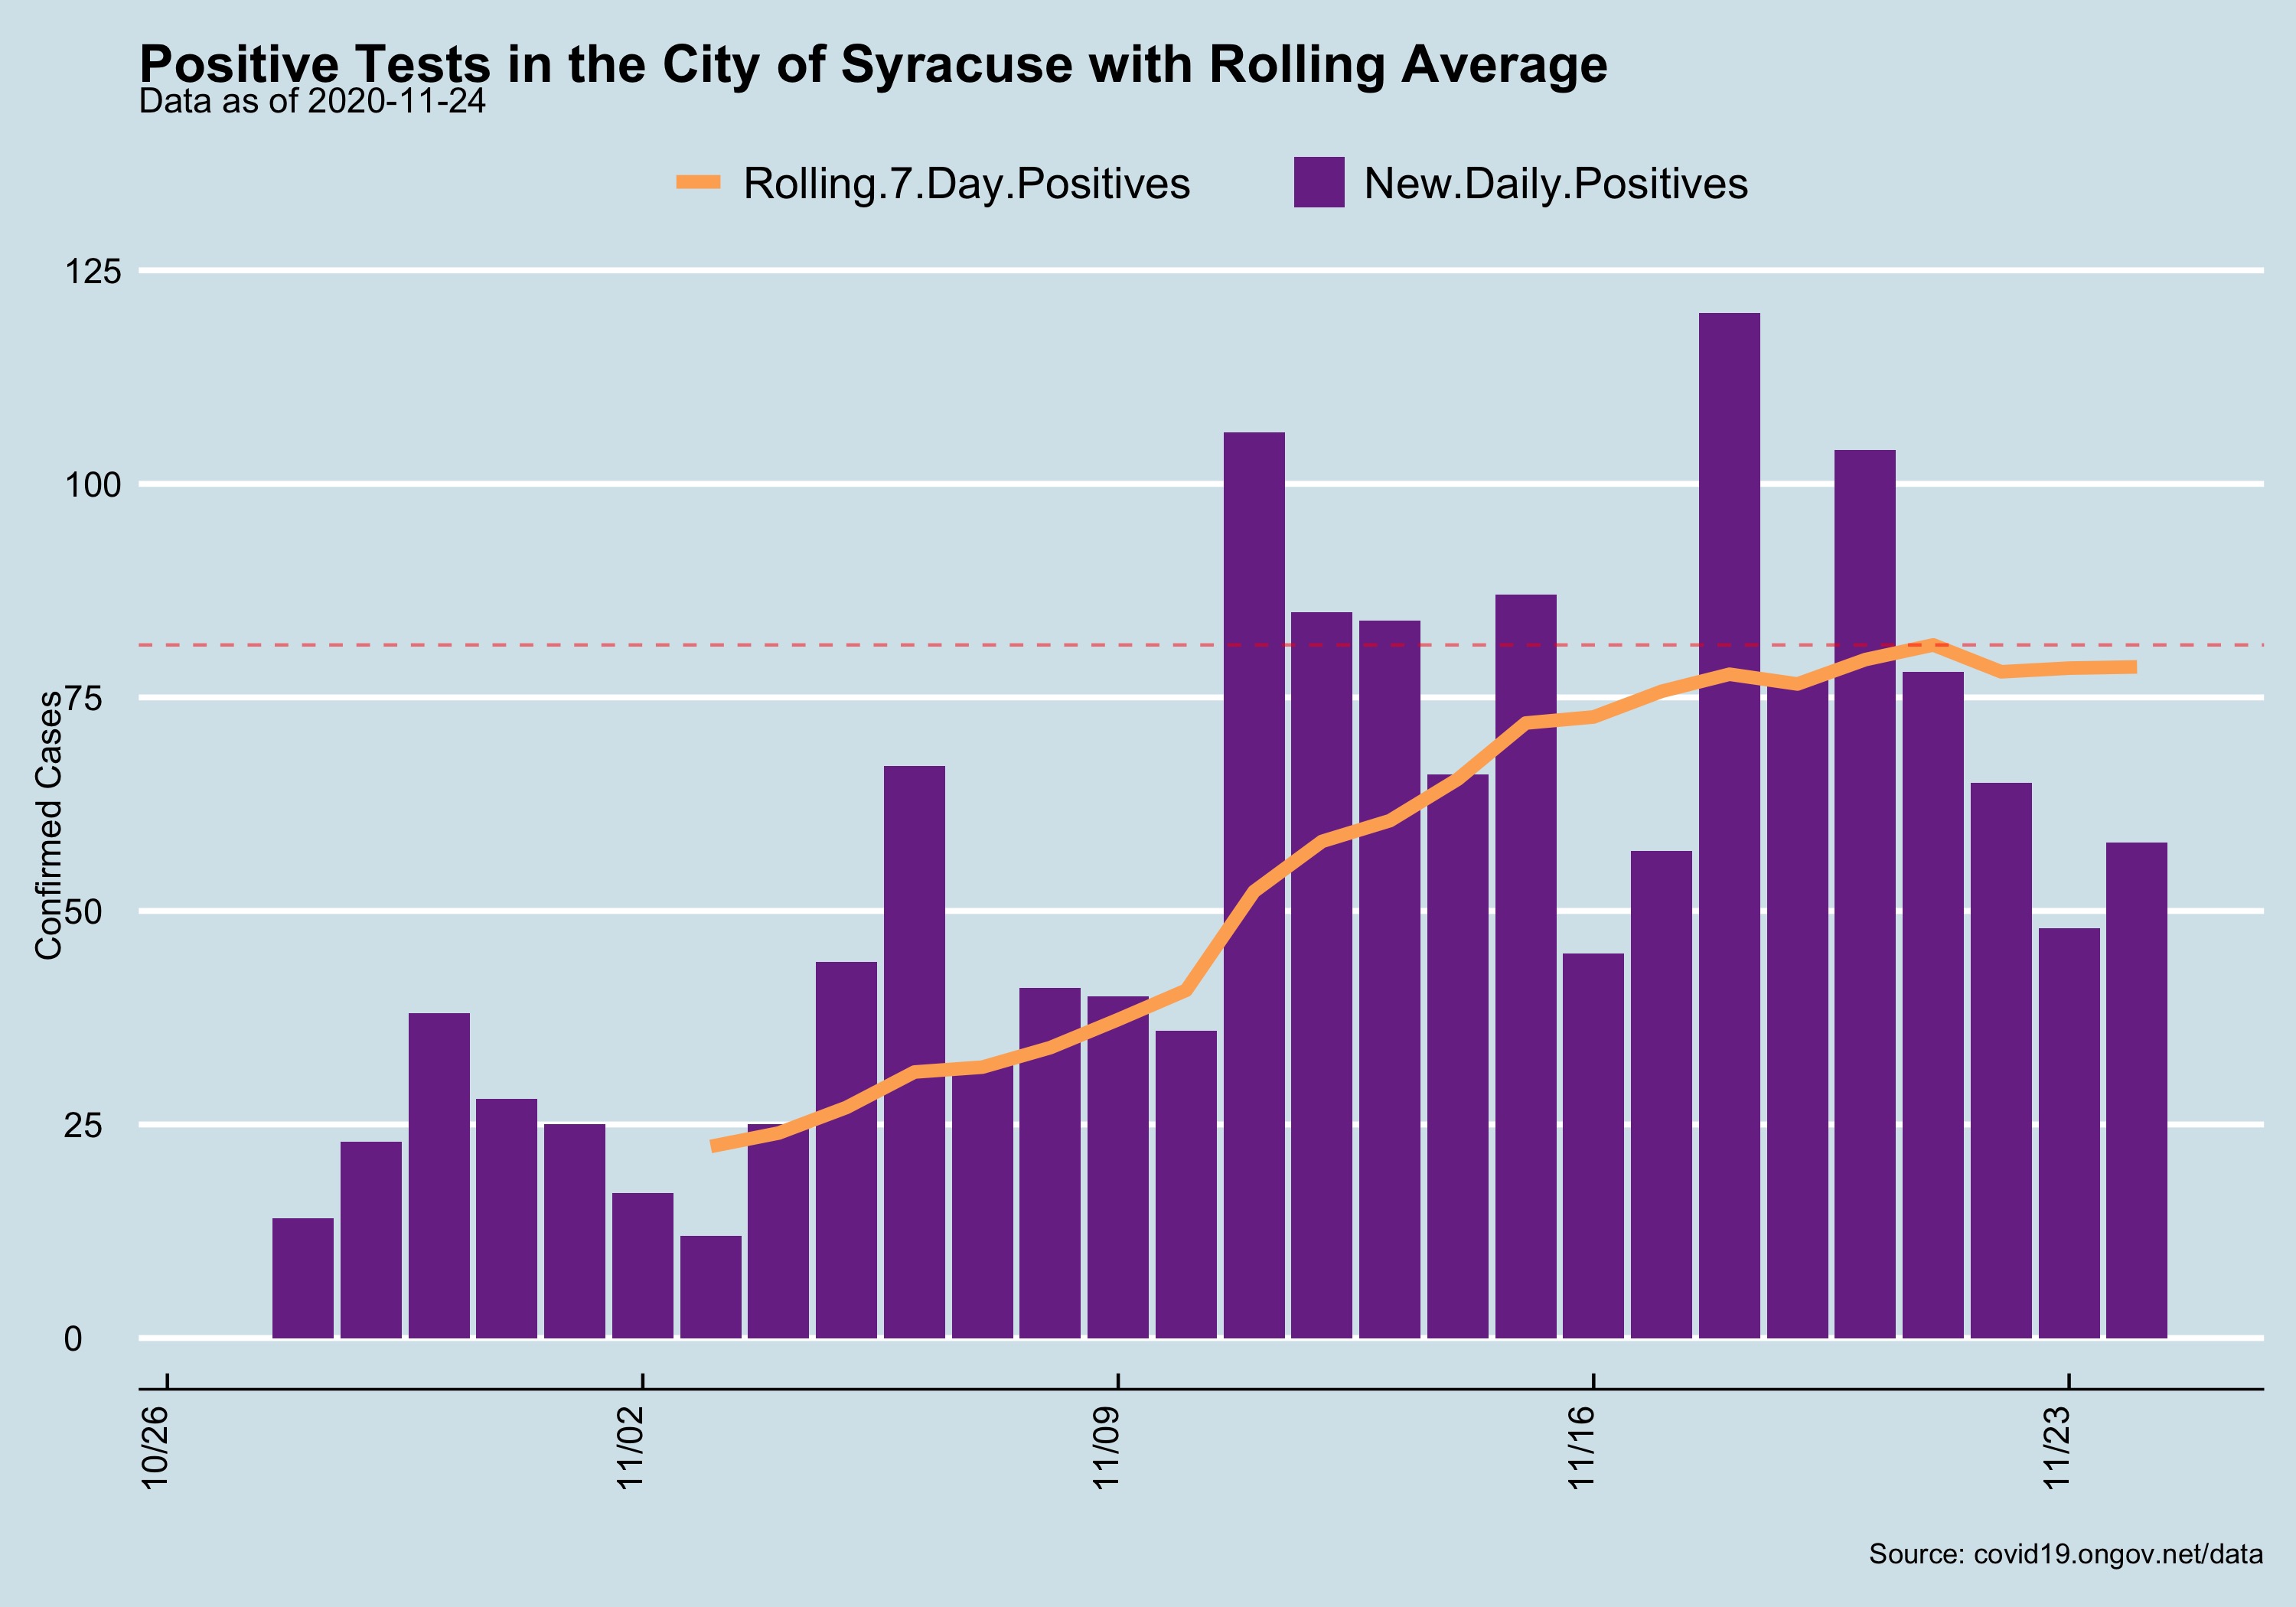 Positive Tests in the City of Syracuse with Rolling Average
Data as of 2020-11-24
Rolling.7.Day.Positives New.Daily.Positives
125
100
75
50
25
0
Confirmed Cases
10/26 11/02 11/09 11/16 11/23
Source: covid19.ongov.net/data